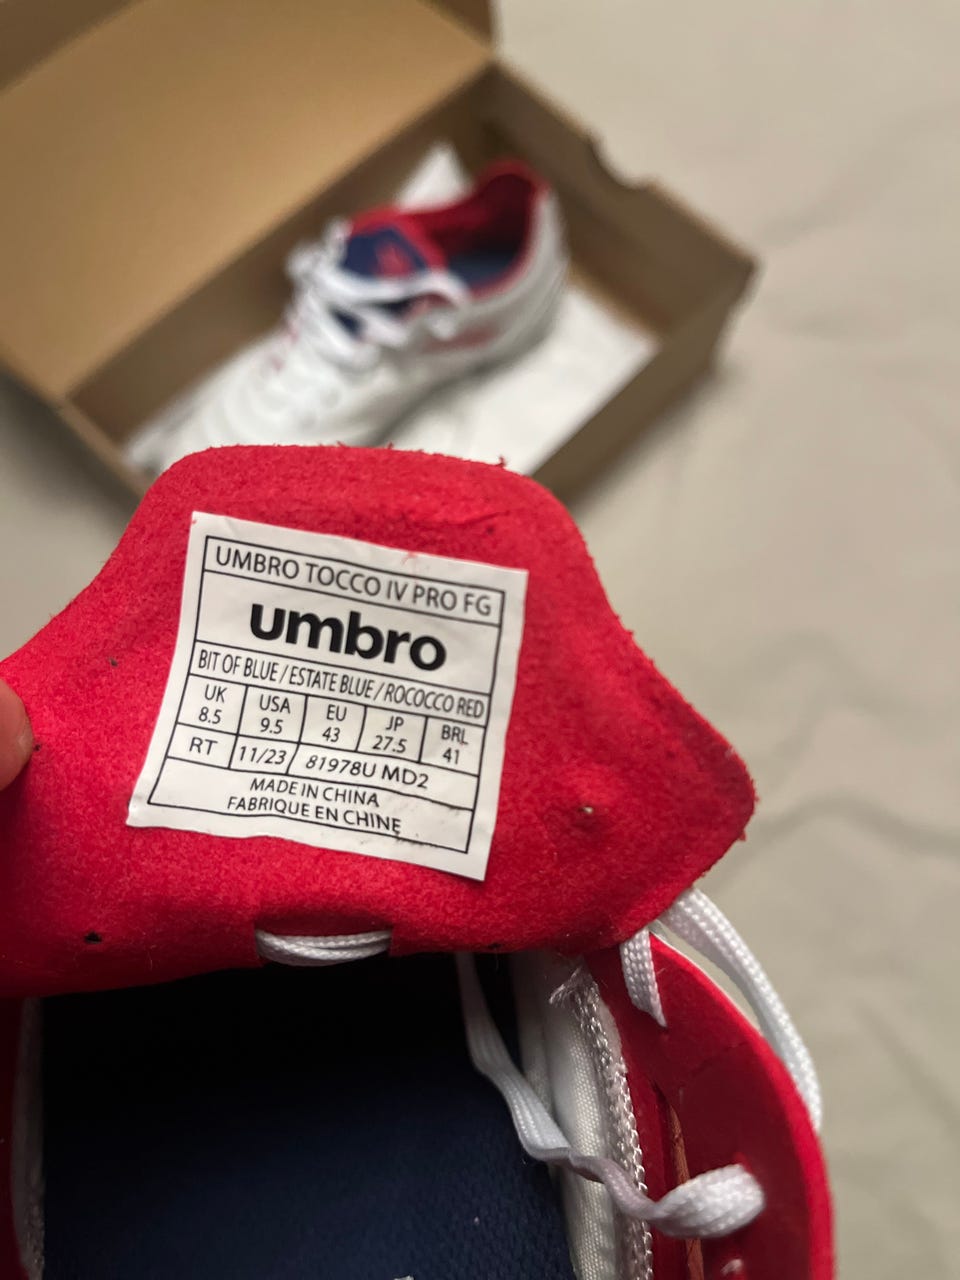 UMBRO TOCCO IV PRO FG
umbro
BIT OF BLUE / ESTATE BLUE / ROCOCCO RED
UK USA EU JP BRL
8.5 9.5 43 27.5 41
RT 11/23 81978U MD2
MADE IN CHINA
FABRIQUE EN CHINE